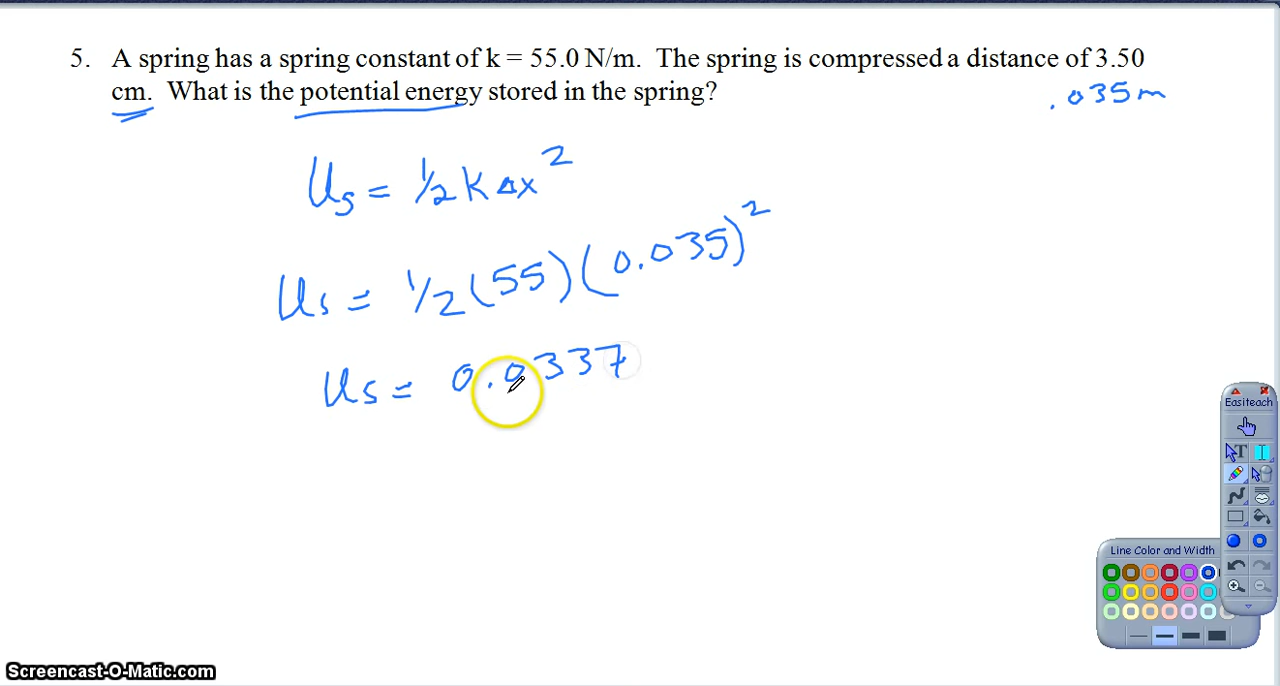 5. A spring has a spring constant of k = 55.0 N/m. The spring is compressed a distance of 3.50
cm. What is the potential energy stored in the spring?
.035m
Us = 1/2 k Δx²
Us = 1/2 (55)(0.035)²
Us = 0.0337
Easiteach
T
Line Color and Width
Screencast-O-Matic.com